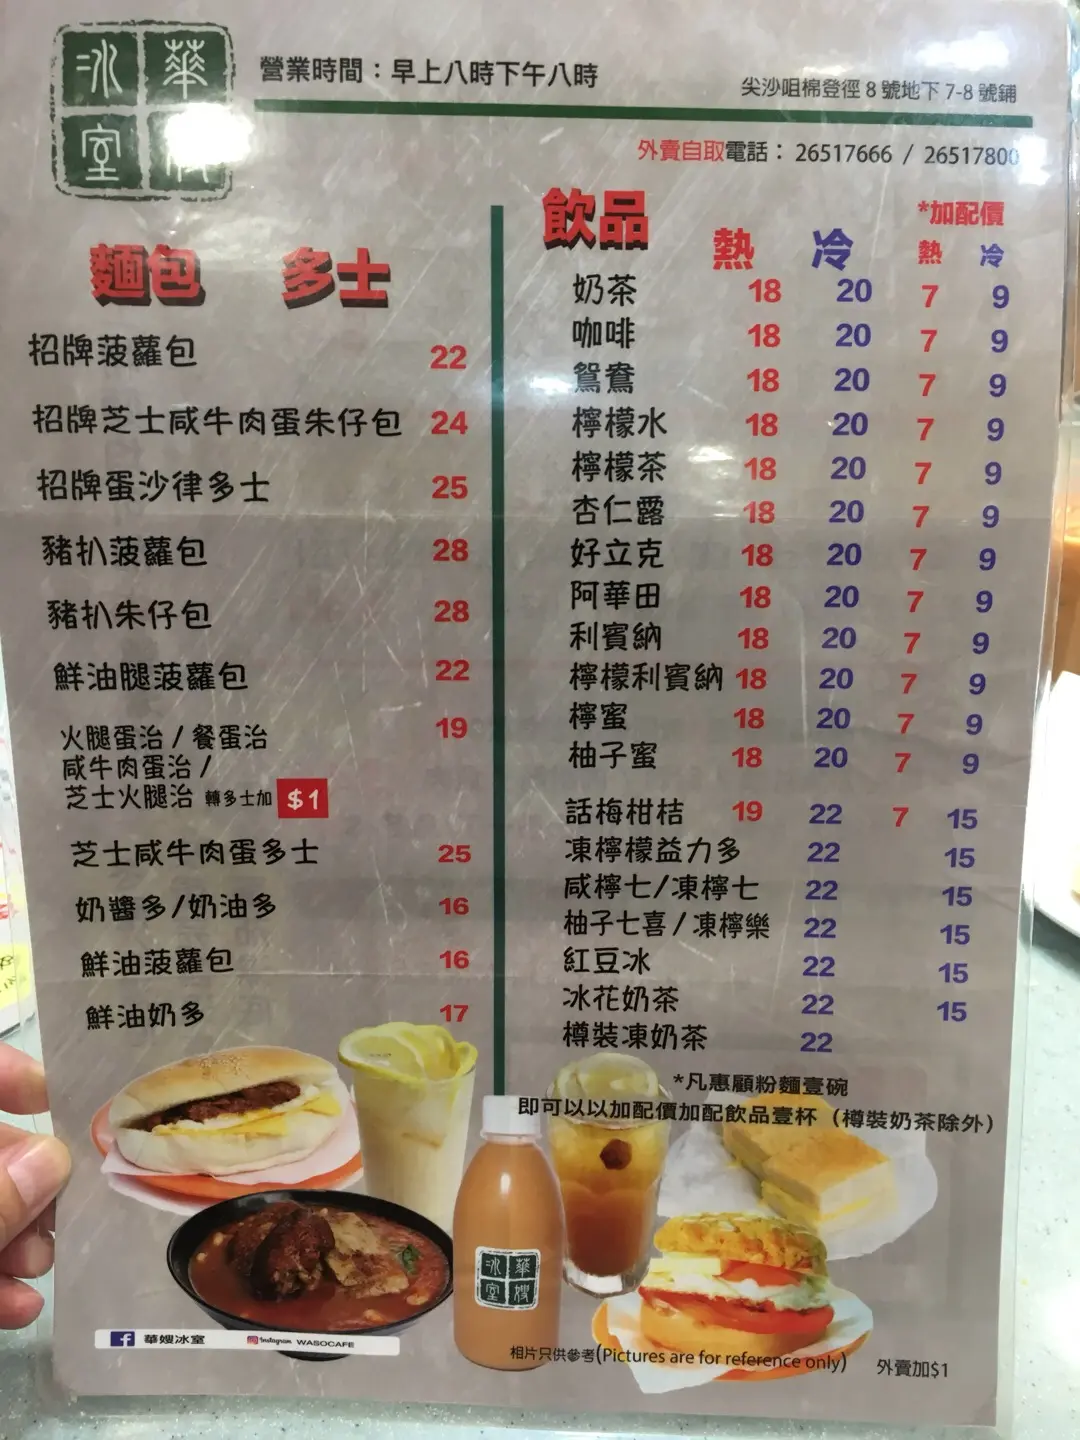 冰華
室
營業時間：早上八時下午八時
尖沙咀棉登徑 8 號地下 7-8 號鋪
外賣自取電話： 26517666 / 26517800
麵包 多士
招牌菠蘿包 22
招牌芝士咸牛肉蛋朱仔包 24
招牌蛋沙律多士 25
豬扒菠蘿包 28
豬扒朱仔包 28
鮮油腿菠蘿包 22
火腿蛋治 / 餐蛋治 19
咸牛肉蛋治 /
芝士火腿治 轉多士加 $1
芝士咸牛肉蛋多士 25
奶醬多/奶油多 16
鮮油菠蘿包 16
鮮油奶多 17
飲品 熱 冷 *加配價 熱 冷
奶茶 18 20 7 9
咖啡 18 20 7 9
鴛鴦 18 20 7 9
檸檬水 18 20 7 9
檸檬茶 18 20 7 9
杏仁露 18 20 7 9
好立克 18 20 7 9
阿華田 18 20 7 9
利賓納 18 20 7 9
檸檬利賓納 18 20 7 9
檸蜜 18 20 7 9
柚子蜜 18 20 7 9
話梅柑桔 19 22 7 15
凍檸檬益力多 22 15
咸檸七/凍檸七 22 15
柚子七喜/凍檸樂 22 15
紅豆冰 22 15
冰花奶茶 22 15
樽裝凍奶茶 22
*凡惠顧粉麵壹碗
即可以以加配價加配飲品壹杯（樽裝奶茶除外）
冰華
室嫂
華嫂冰室 Instagram WASOCAFE
相片只供參考(Pictures are for reference only) 外賣加$1